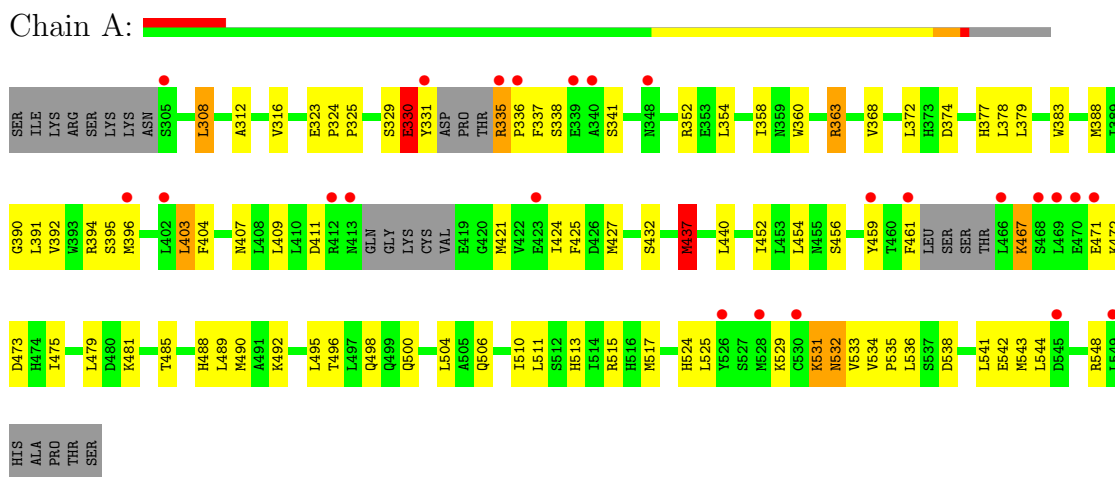 Chain A:
SER ILE LYS ARG SER LYS LYS ASN S305 L308 A312 V316 E323 P324 P325 S329 E330 Y331 ASP PRO THR R335 P336 F337 S338 E339 A340 S341 N348 R352 E353 L354 I358 N359 W360 R363 V368 L372 H373 D374 H377 L378 L379 W383 M388 I389
G390 L391 V392 W393 R394 S395 M396 L402 L403 F404 N407 L408 L409 L410 D411 R412 N413 GLN GLY LYS CYS VAL E419 G420 M421 V422 E423 I424 F425 D426 M427 S432 M437 L440 I452 L453 L454 N455 S456 Y459 T460 F461 LEU SER SER THR L466 K467 S468 L469 E470 E471 K472
D473 H474 I475 L479 D480 K481 T485 H488 L489 M490 A491 K492 L495 T496 L497 Q498 Q499 Q500 L504 A505 Q506 I510 L511 S512 H513 I514 R515 H516 M517 H524 L525 Y526 S527 M528 K529 C530 K531 N532 V533 V534 P535 L536 S537 D538 L541 E542 M543 L544 D545 R548 L549
HIS ALA PRO THR SER